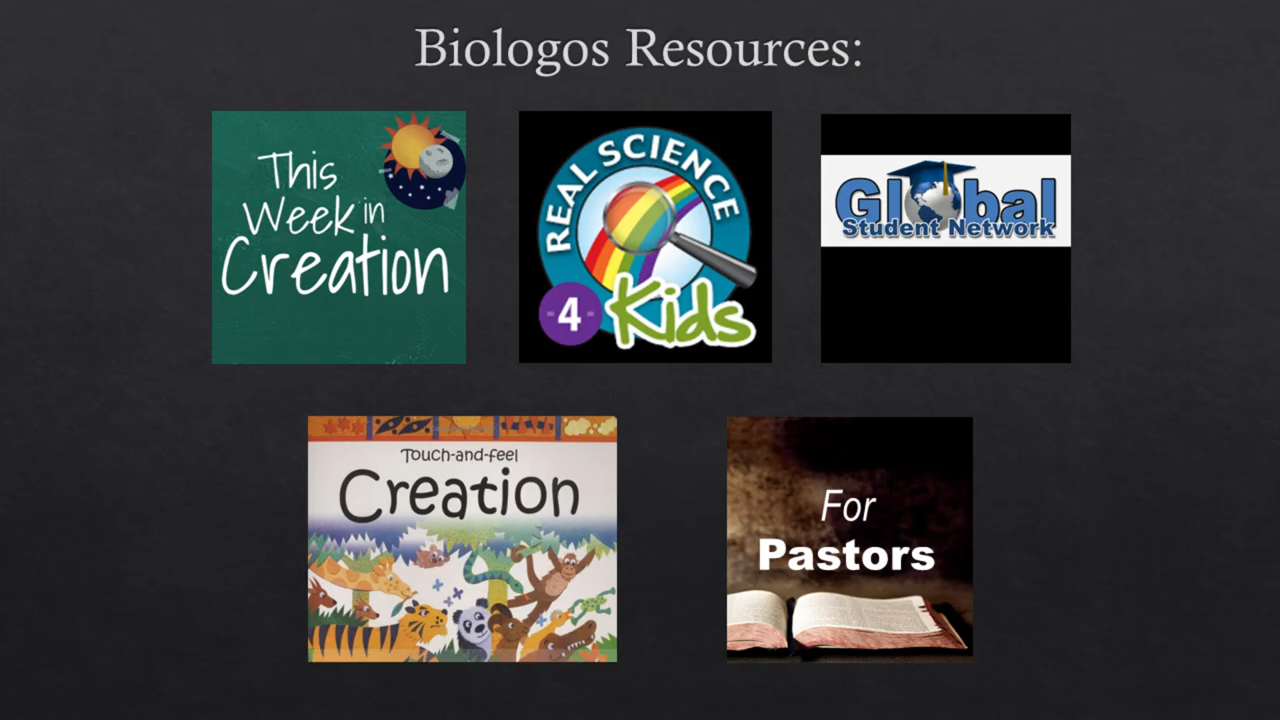 Biologos Resources:
This
Week in
Creation
REAL SCIENCE
-4-
Kids
Global
Student Network
Touch-and-feel
Creation
For
Pastors